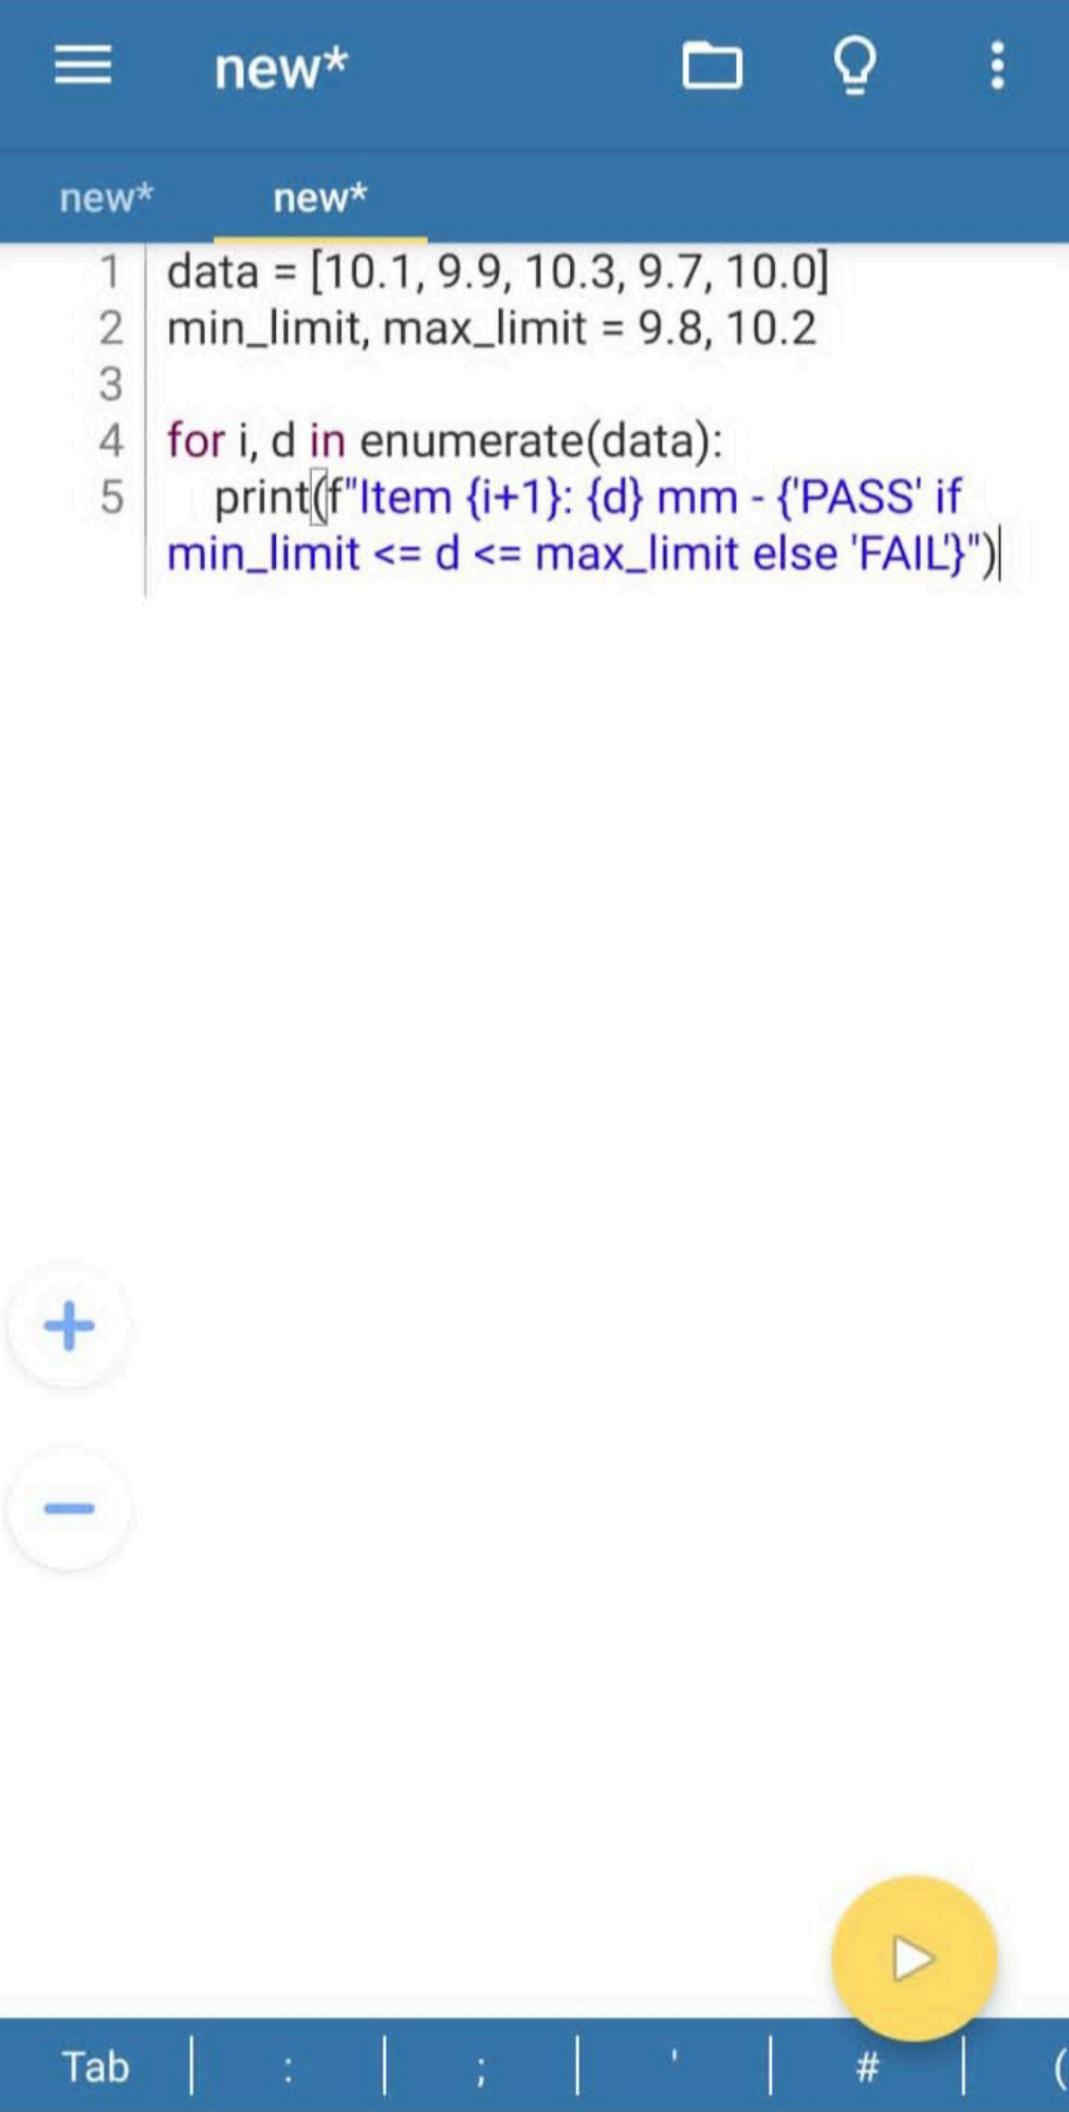 new*
new* new*
1 data = [10.1, 9.9, 10.3, 9.7, 10.0]
2 min_limit, max_limit = 9.8, 10.2
3
4 for i, d in enumerate(data):
5 print(f"Item {i+1}: {d} mm - {'PASS' if
min_limit <= d <= max_limit else 'FAIL'}")
Tab : ; ' # (